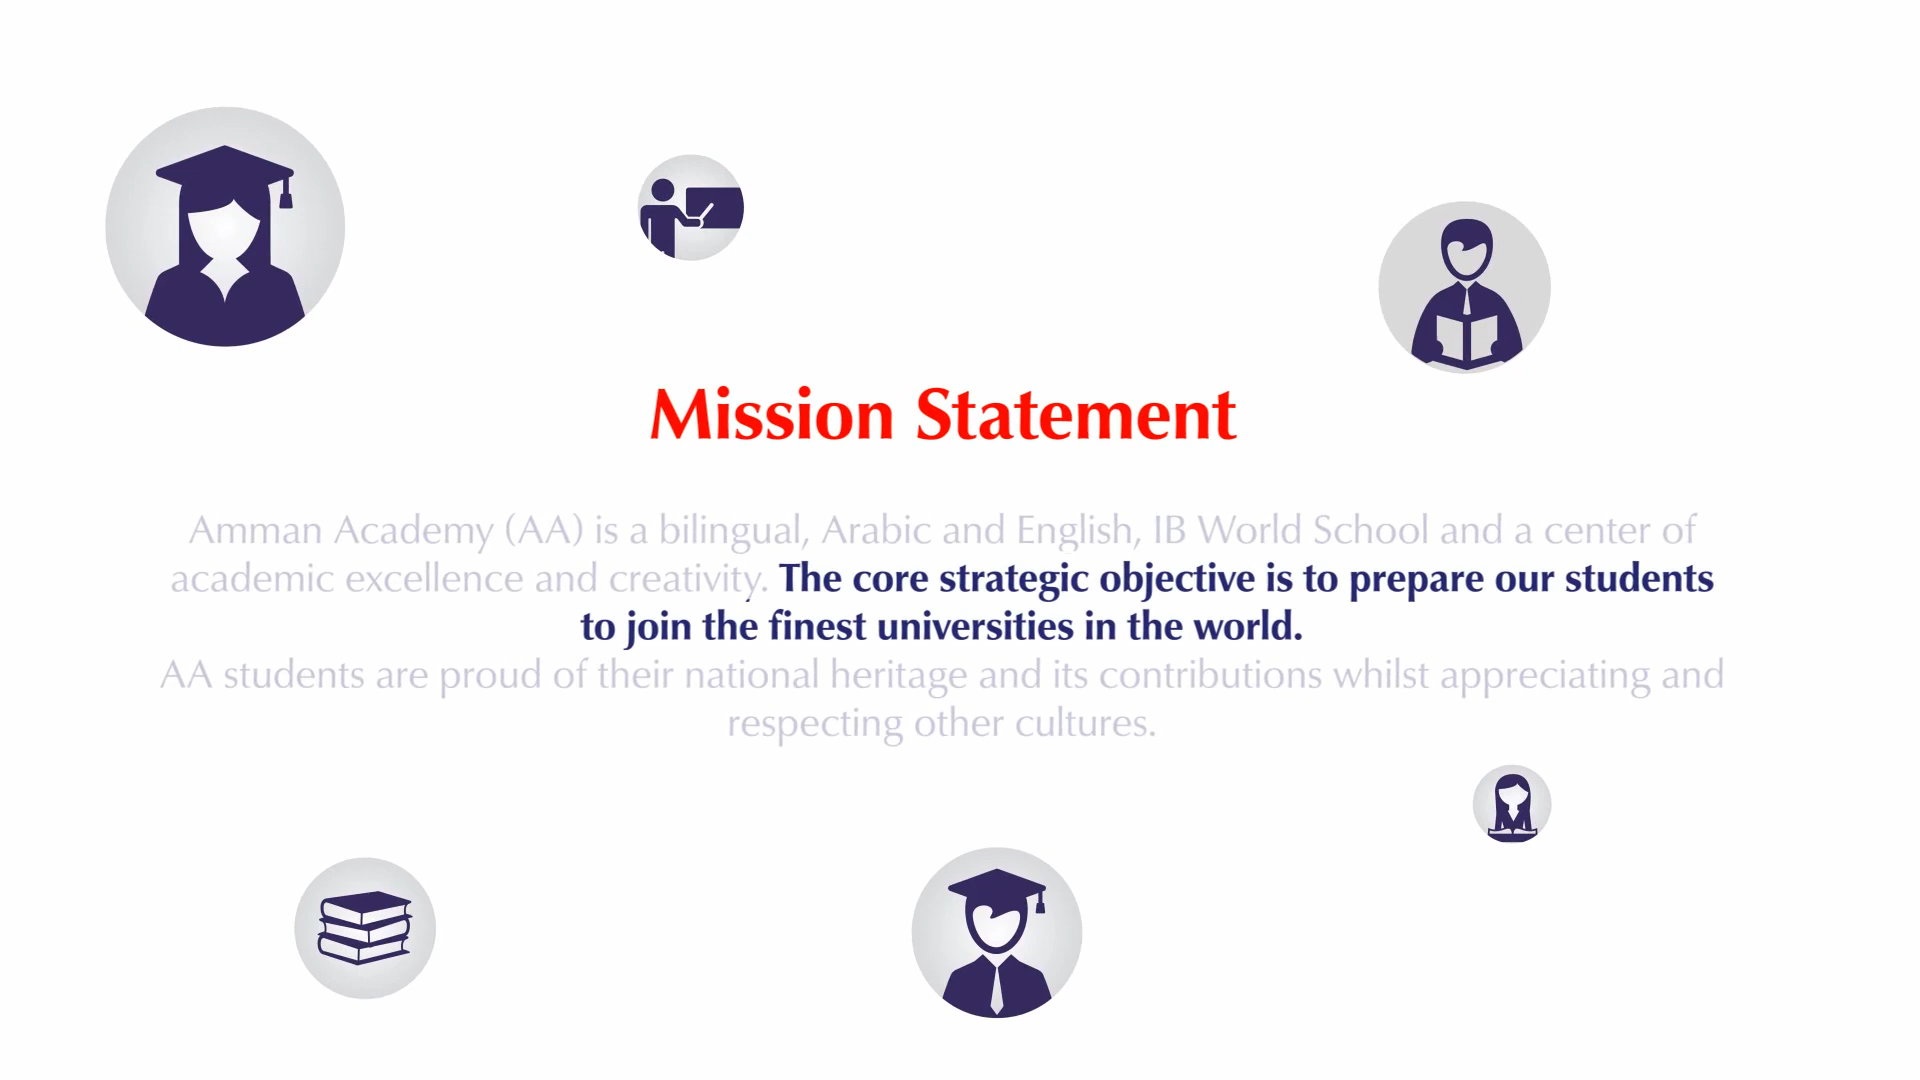 Mission Statement
Amman Academy (AA) is a bilingual, Arabic and English, IB World School and a center of
academic excellence and creativity. The core strategic objective is to prepare our students
to join the finest universities in the world.
AA students are proud of their national heritage and its contributions whilst appreciating and
respecting other cultures.